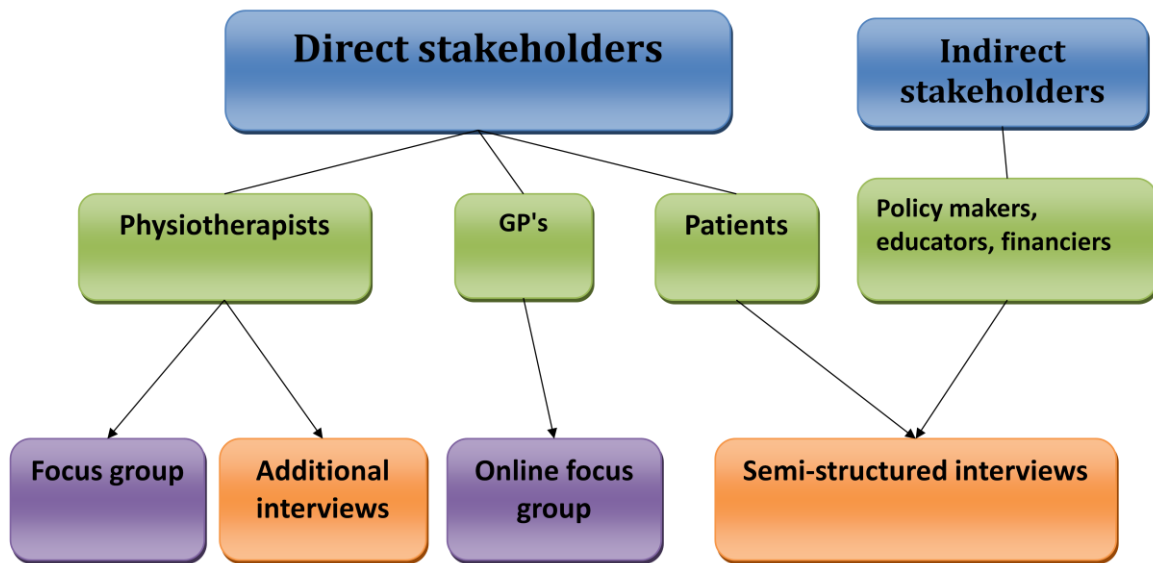 Direct stakeholders
Indirect
stakeholders
Physiotherapists
GP's
Patients
Policy makers,
educators, financiers
Focus group
Additional
interviews
Online focus
group
Semi-structured interviews